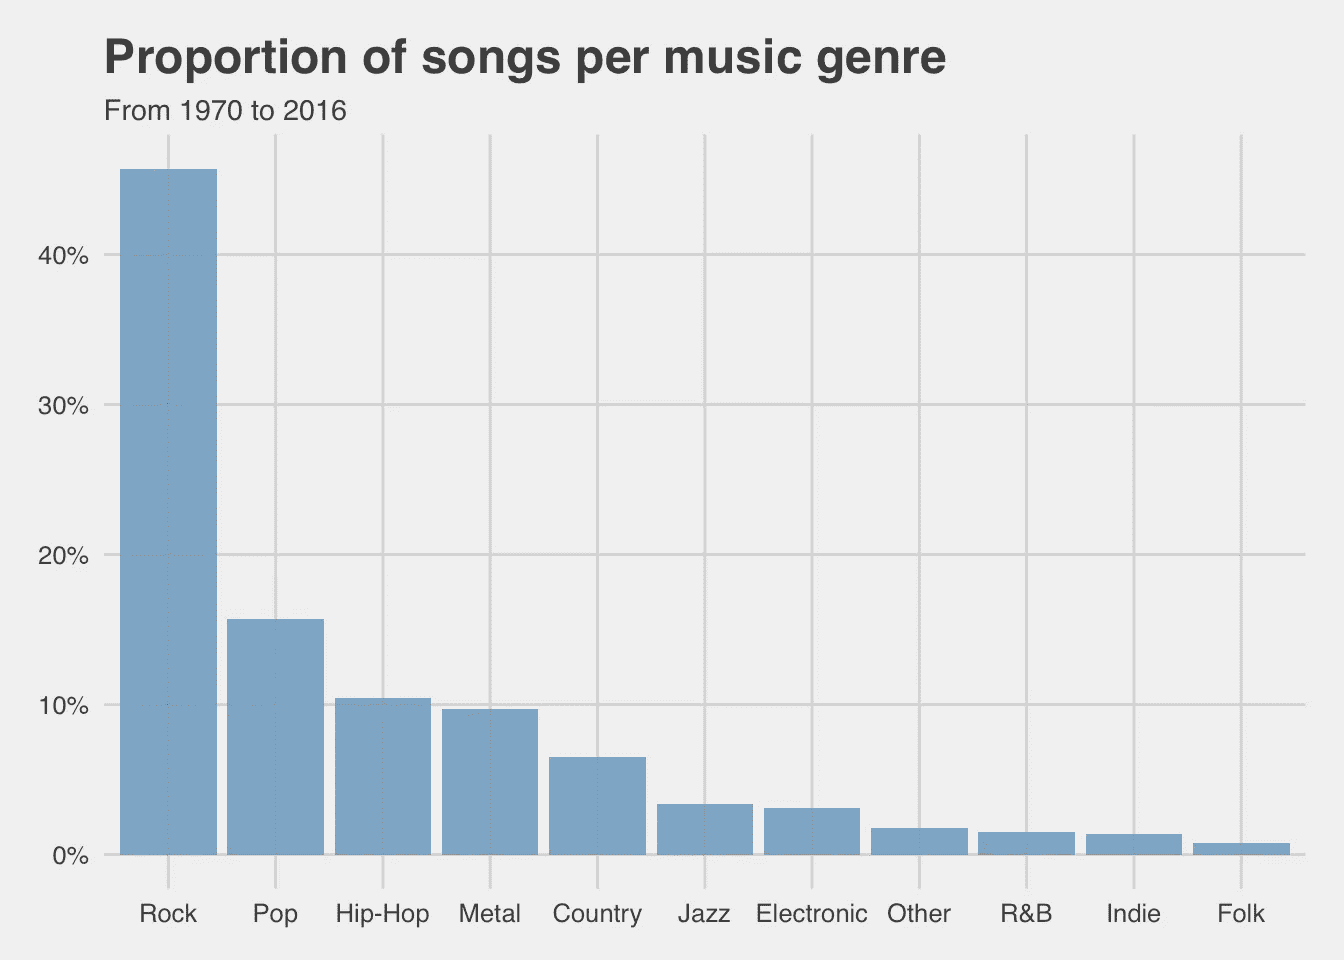 Proportion of songs per music genre
From 1970 to 2016
40%
30%
20%
10%
0%
Rock Pop Hip-Hop Metal Country Jazz Electronic Other R&B Indie Folk